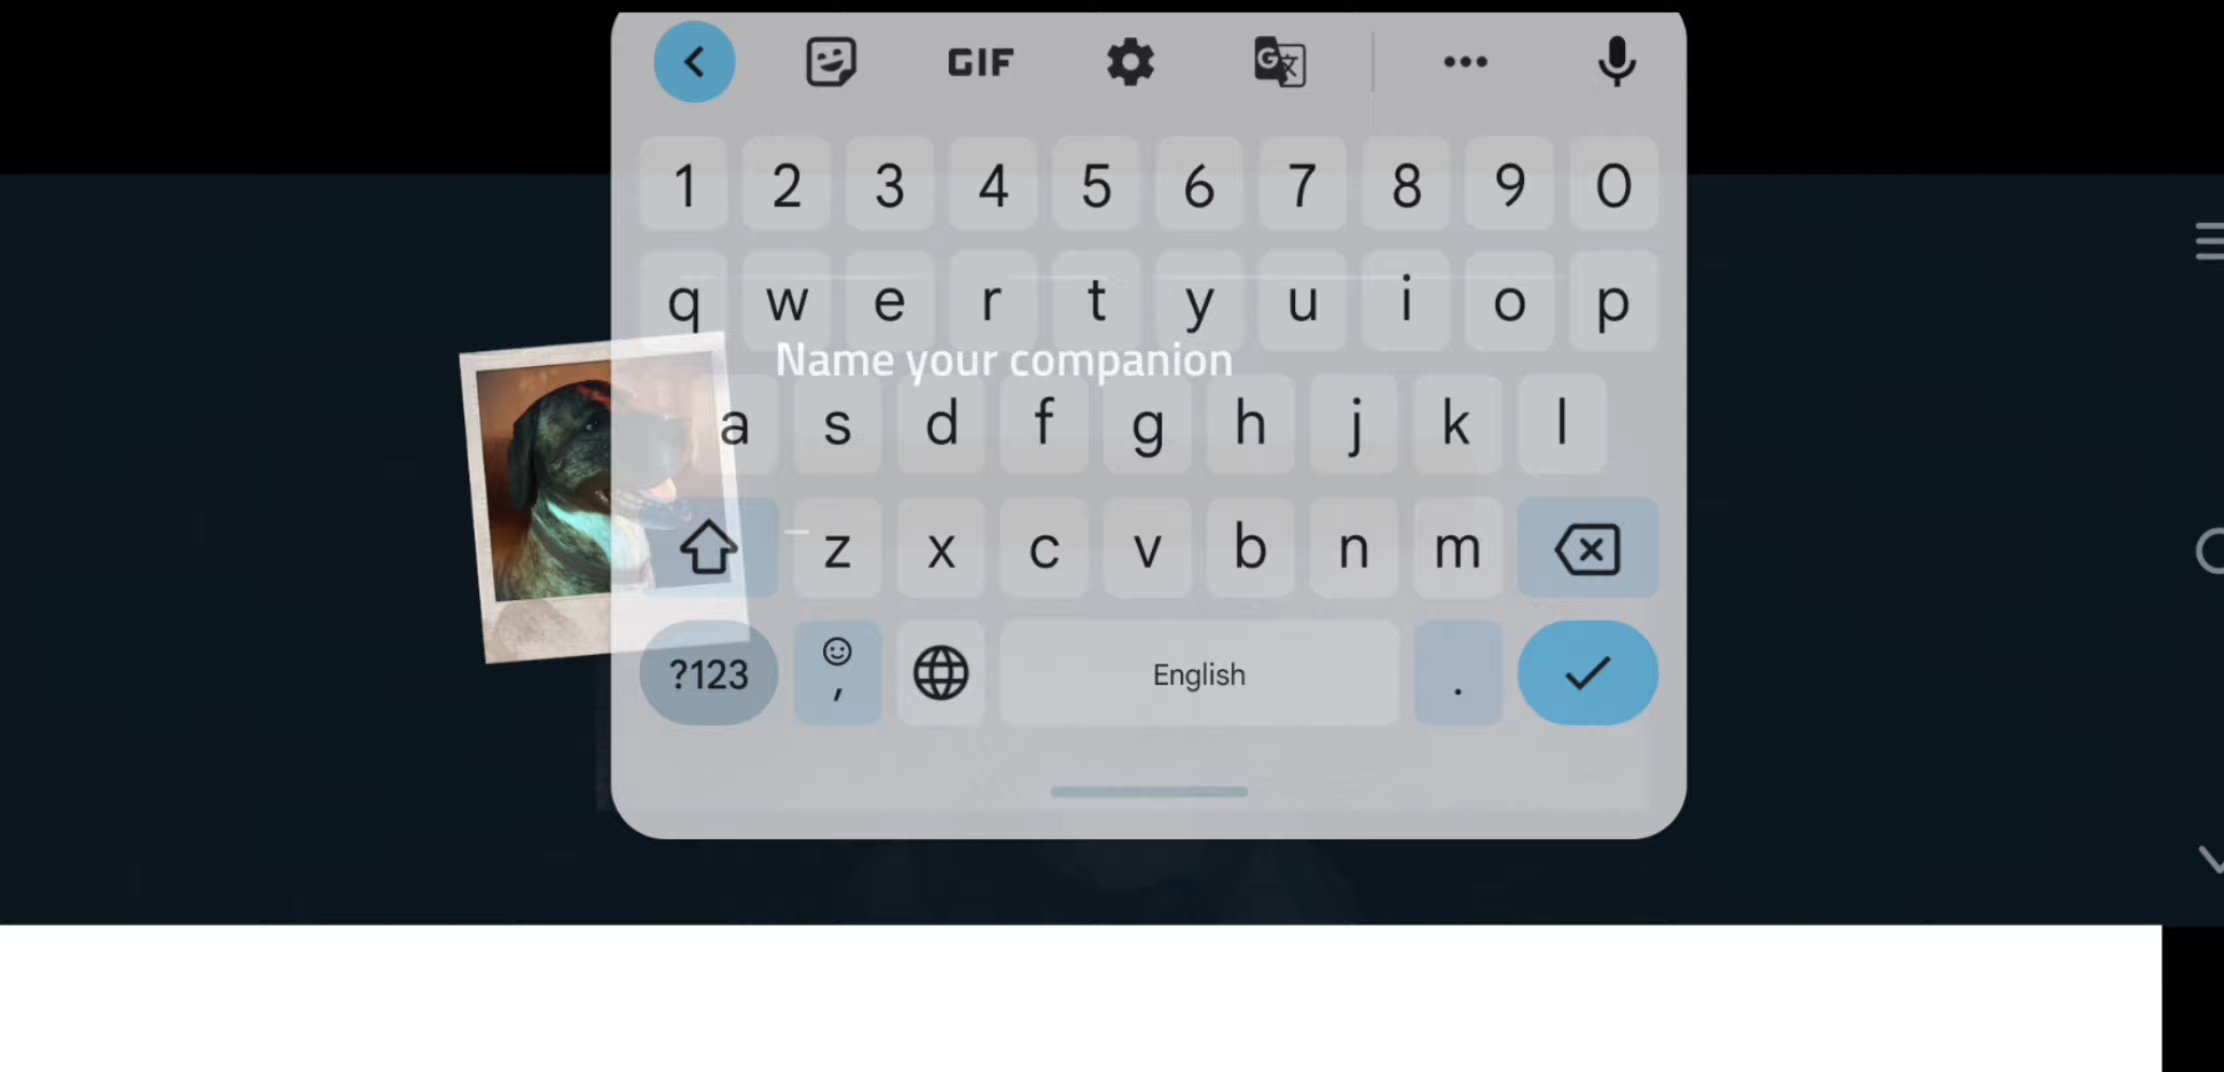 GIF
1 2 3 4 5 6 7 8 9 0
q w e r t y u i o p
Name your companion
a s d f g h j k l
z x c v b n m
?123 , English .